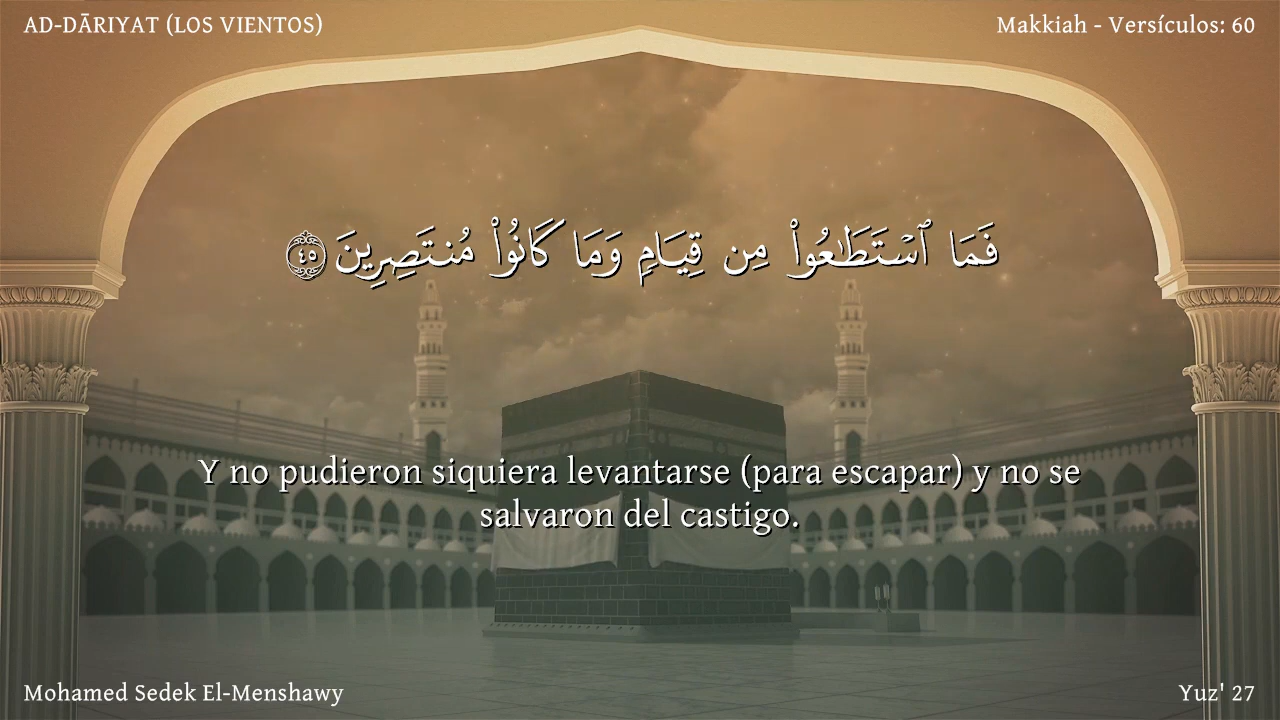 AD-DĀRIYAT (LOS VIENTOS)
Makkiah - Versículos: 60
فَمَا ٱسْتَطَـٰعُوا۟ مِن قِيَامٍ وَمَا كَانُوا۟ مُنتَصِرِينَ ٤٥
Y no pudieron siquiera levantarse (para escapar) y no se
salvaron del castigo.
Mohamed Sedek El-Menshawy
Yuz' 27